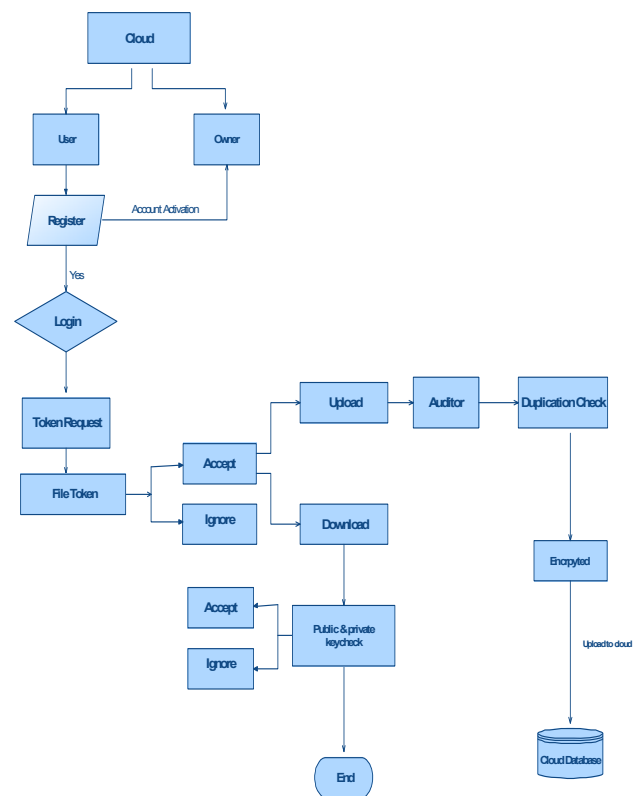 Cloud
User
Owner
Register
Account Activation
Yes
Login
Token Request
File Token
Accept
Ignore
Upload
Auditor
Duplication Check
Download
Encrpyted
Accept
Ignore
Public & private
keycheck
Upload to cloud
Cloud Database
End